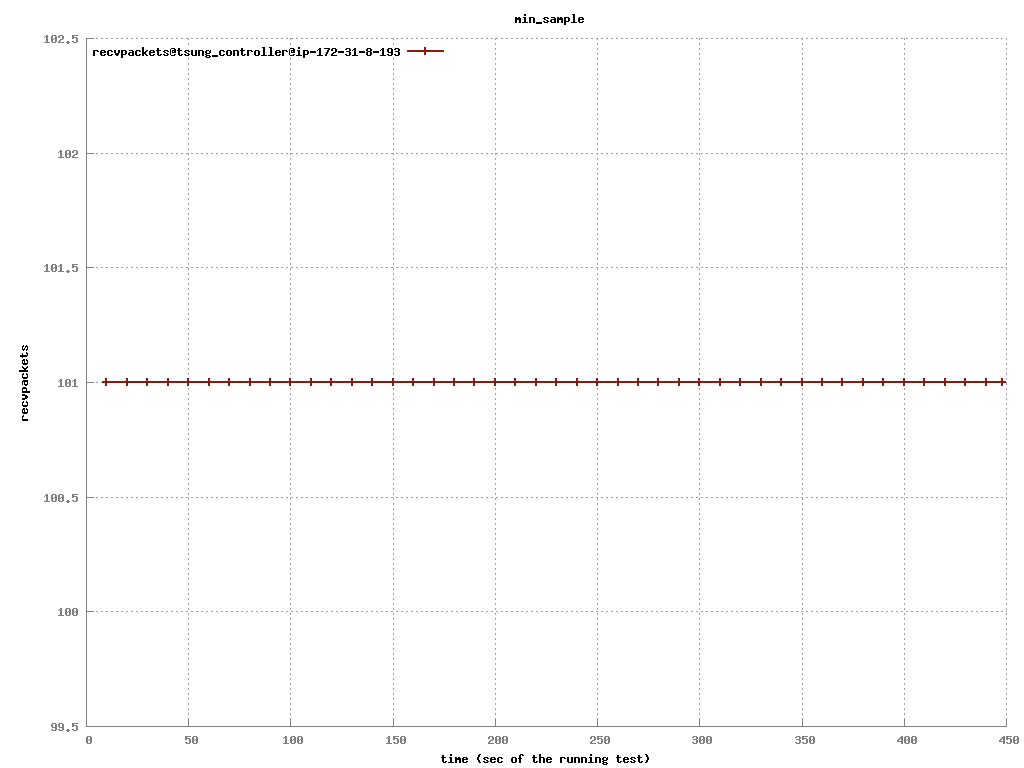 min_sample
102.5
recvpackets@tsung_controller@ip-172-31-8-193
102
101.5
recvpackets
101
100.5
100
99.5
0 50 100 150 200 250 300 350 400 450
time (sec of the running test)